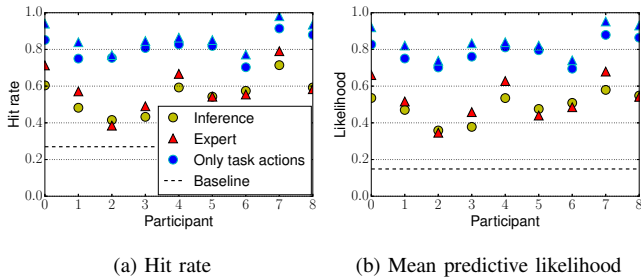 1.0
0.8
0.6
0.4
0.2
0.0
Hit rate
0 1 2 3 4 5 6 7 8
Participant
Inference
Expert
Only task actions
Baseline
(a) Hit rate
1.0
0.8
0.6
0.4
0.2
0.0
Likelihood
0 1 2 3 4 5 6 7 8
Participant
(b) Mean predictive likelihood